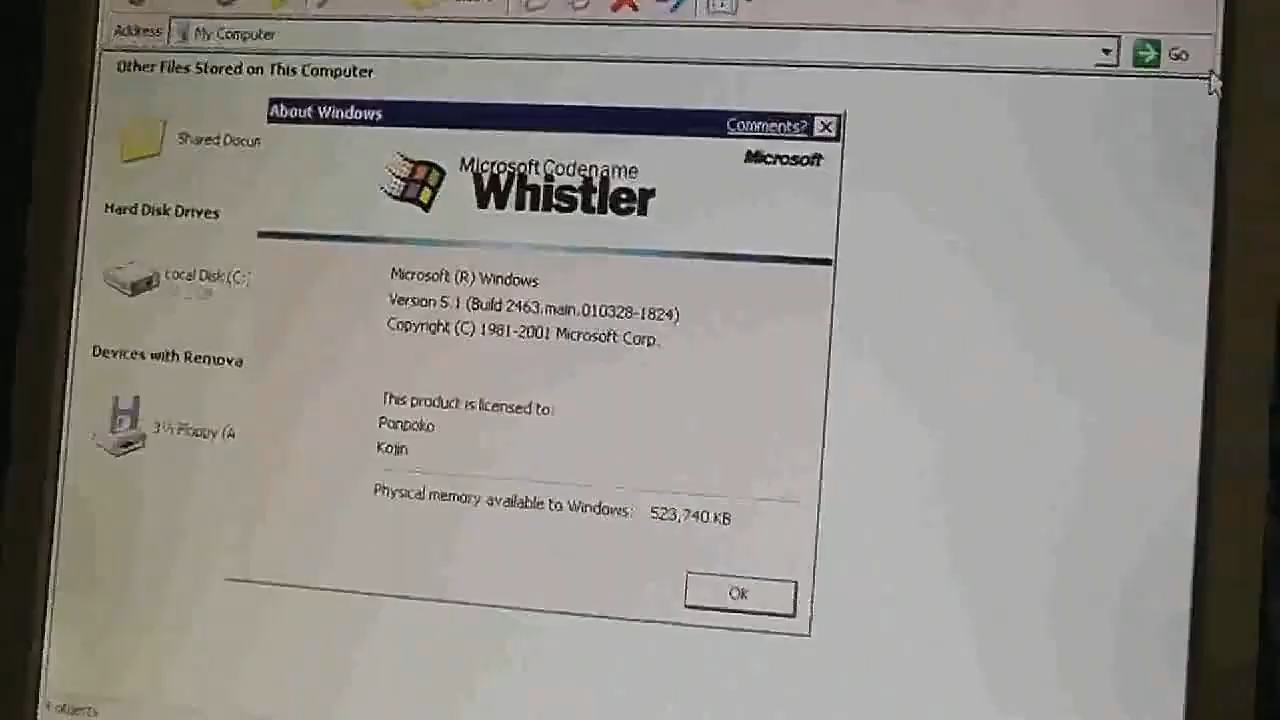 Address My Computer Go
Other Files Stored on This Computer
About Windows
Comments?
Shared Docun
Microsoft Codename
Whistler
Microsoft
Hard Disk Drives
Local Disk (C:
Microsoft (R) Windows
Version 5.1 (Build 2463.main.010328-1824)
Copyright (C) 1981-2001 Microsoft Corp.
Devices with Remova
3½ Floppy (A
This product is licensed to:
Ponpoko
Kojin
Physical memory available to Windows: 523,740 KB
OK
objects